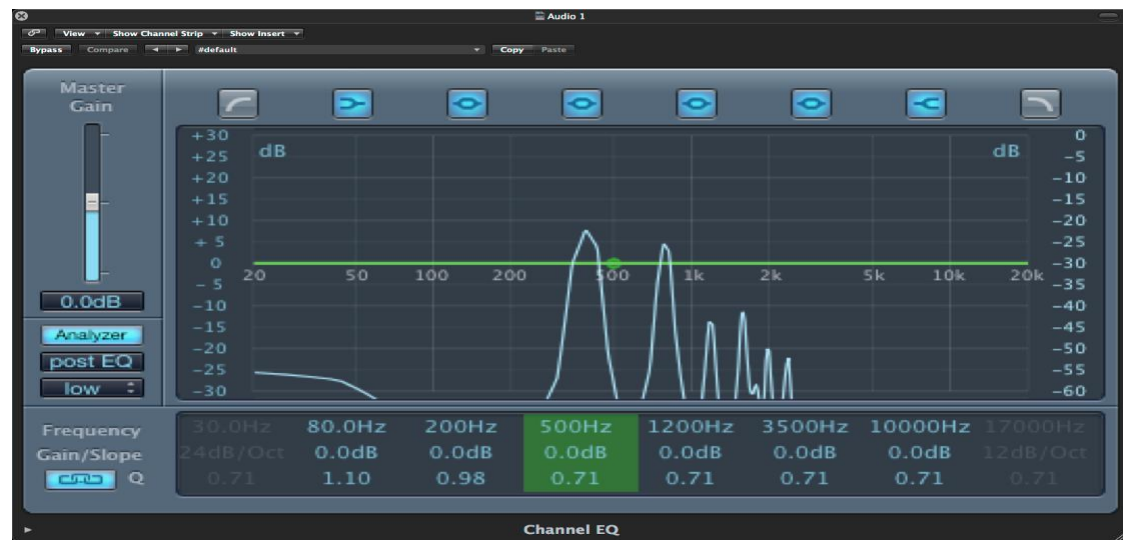 Audio 1
View Show Channel Strip Show Insert
Bypass Compare #default Copy Paste
Master
Gain
0.0dB
Analyzer
post EQ
low
+30 dB dB 0
+25 -5
+20 -10
+15 -15
+10 -20
+ 5 -25
0 20 50 100 200 500 1k 2k 5k 10k 20k -30
- 5 -35
-10 -40
-15 -45
-20 -50
-25 -55
-30 -60
Frequency 30.0Hz 80.0Hz 200Hz 500Hz 1200Hz 3500Hz 10000Hz 17000Hz
Gain/Slope 24dB/Oct 0.0dB 0.0dB 0.0dB 0.0dB 0.0dB 0.0dB 12dB/Oct
Q 0.71 1.10 0.98 0.71 0.71 0.71 0.71 0.71
Channel EQ